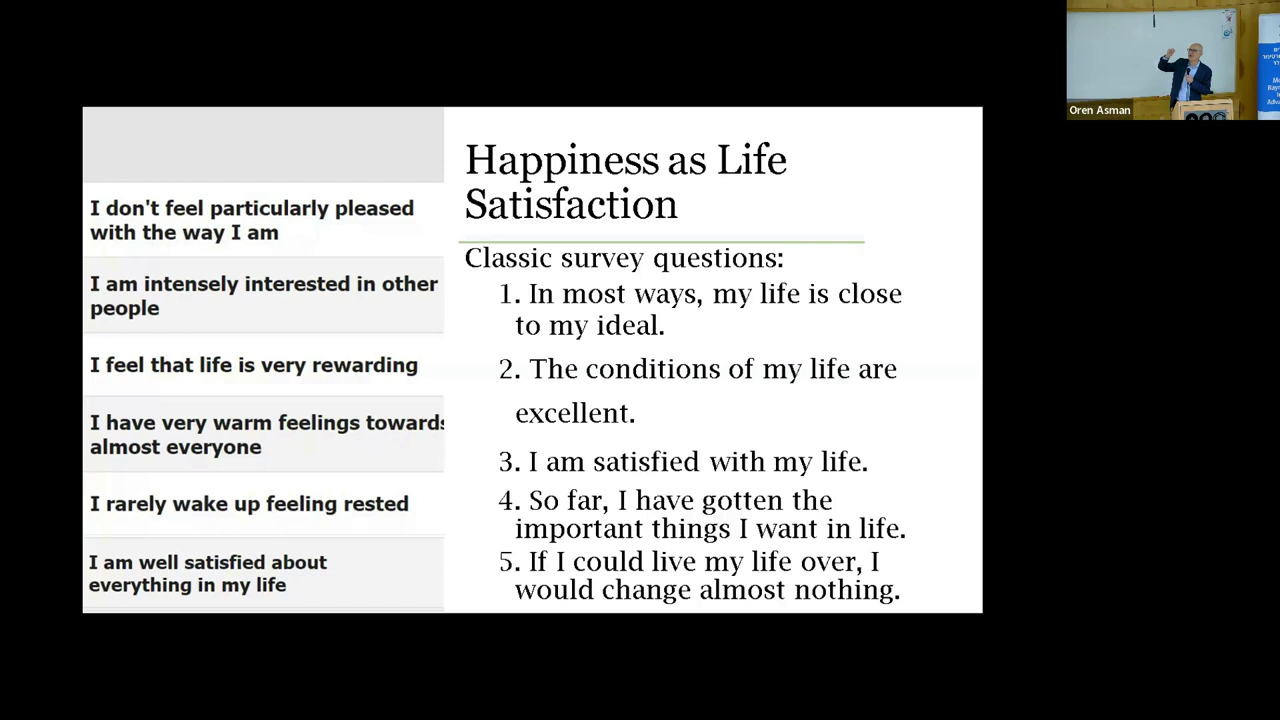 I don't feel particularly pleased
with the way I am
I am intensely interested in other
people
I feel that life is very rewarding
I have very warm feelings towards
almost everyone
I rarely wake up feeling rested
I am well satisfied about
everything in my life
Happiness as Life
Satisfaction
Classic survey questions:
1. In most ways, my life is close
to my ideal.
2. The conditions of my life are
excellent.
3. I am satisfied with my life.
4. So far, I have gotten the
important things I want in life.
5. If I could live my life over, I
would change almost nothing.
Oren Asman